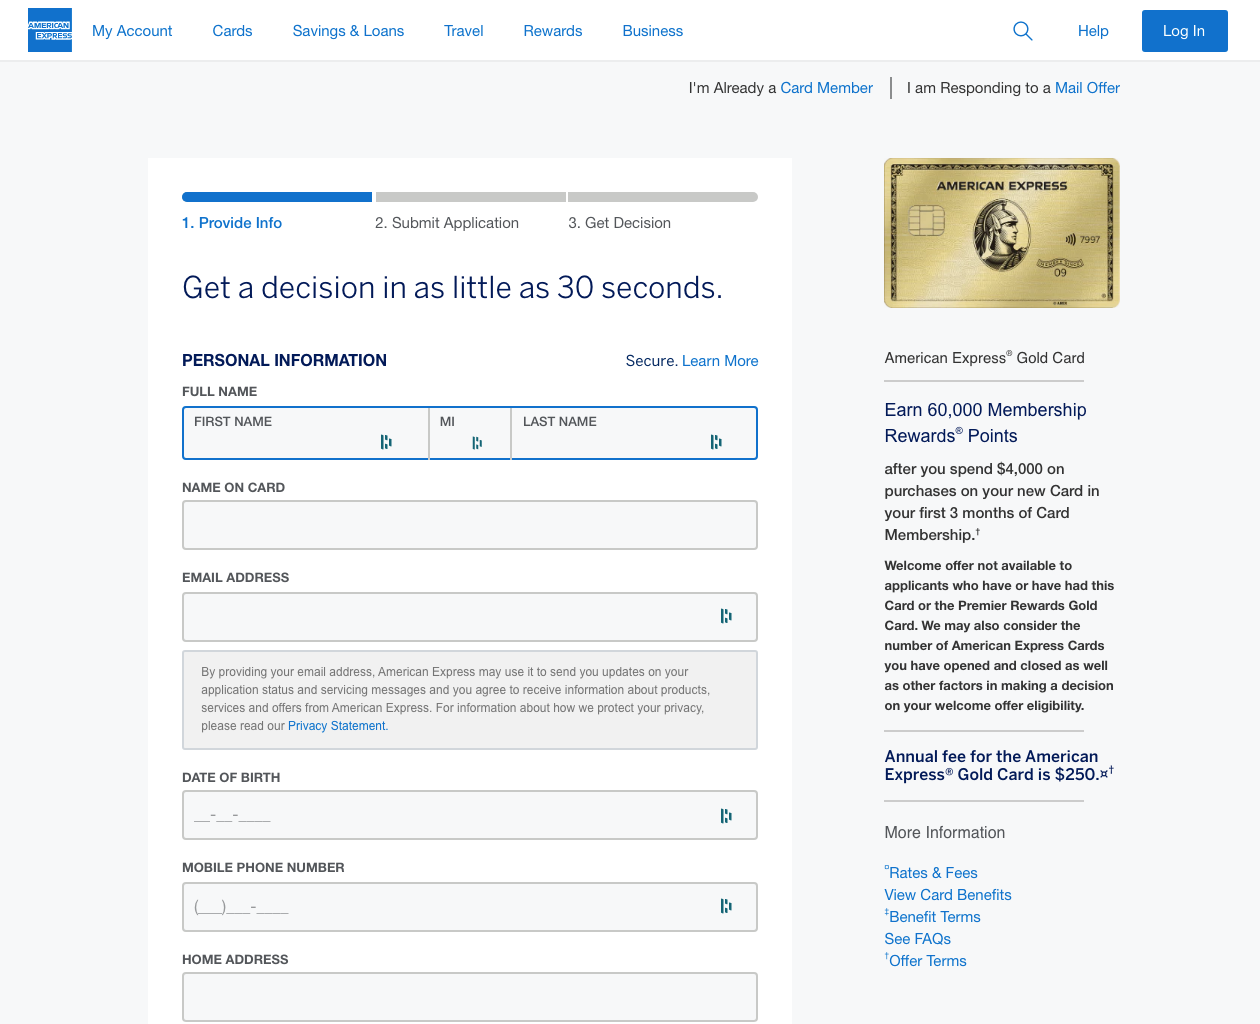 AMERICAN
EXPRESS
My Account
Cards
Savings & Loans
Travel
Rewards
Business
Help
Log In
I'm Already a Card Member
I am Responding to a Mail Offer
1. Provide Info
2. Submit Application
3. Get Decision
Get a decision in as little as 30 seconds.
PERSONAL INFORMATION
Secure. Learn More
FULL NAME
FIRST NAME
MI
LAST NAME
NAME ON CARD
EMAIL ADDRESS
By providing your email address, American Express may use it to send you updates on your
application status and servicing messages and you agree to receive information about products,
services and offers from American Express. For information about how we protect your privacy,
please read our Privacy Statement.
DATE OF BIRTH
__-__-____
MOBILE PHONE NUMBER
(___)___-____
HOME ADDRESS
AMERICAN EXPRESS
7997
MEMBER SINCE
09
American Express® Gold Card
Earn 60,000 Membership
Rewards® Points
after you spend $4,000 on
purchases on your new Card in
your first 3 months of Card
Membership.†
Welcome offer not available to
applicants who have or have had this
Card or the Premier Rewards Gold
Card. We may also consider the
number of American Express Cards
you have opened and closed as well
as other factors in making a decision
on your welcome offer eligibility.
Annual fee for the American
Express® Gold Card is $250.¤†
More Information
¤Rates & Fees
View Card Benefits
‡Benefit Terms
See FAQs
†Offer Terms